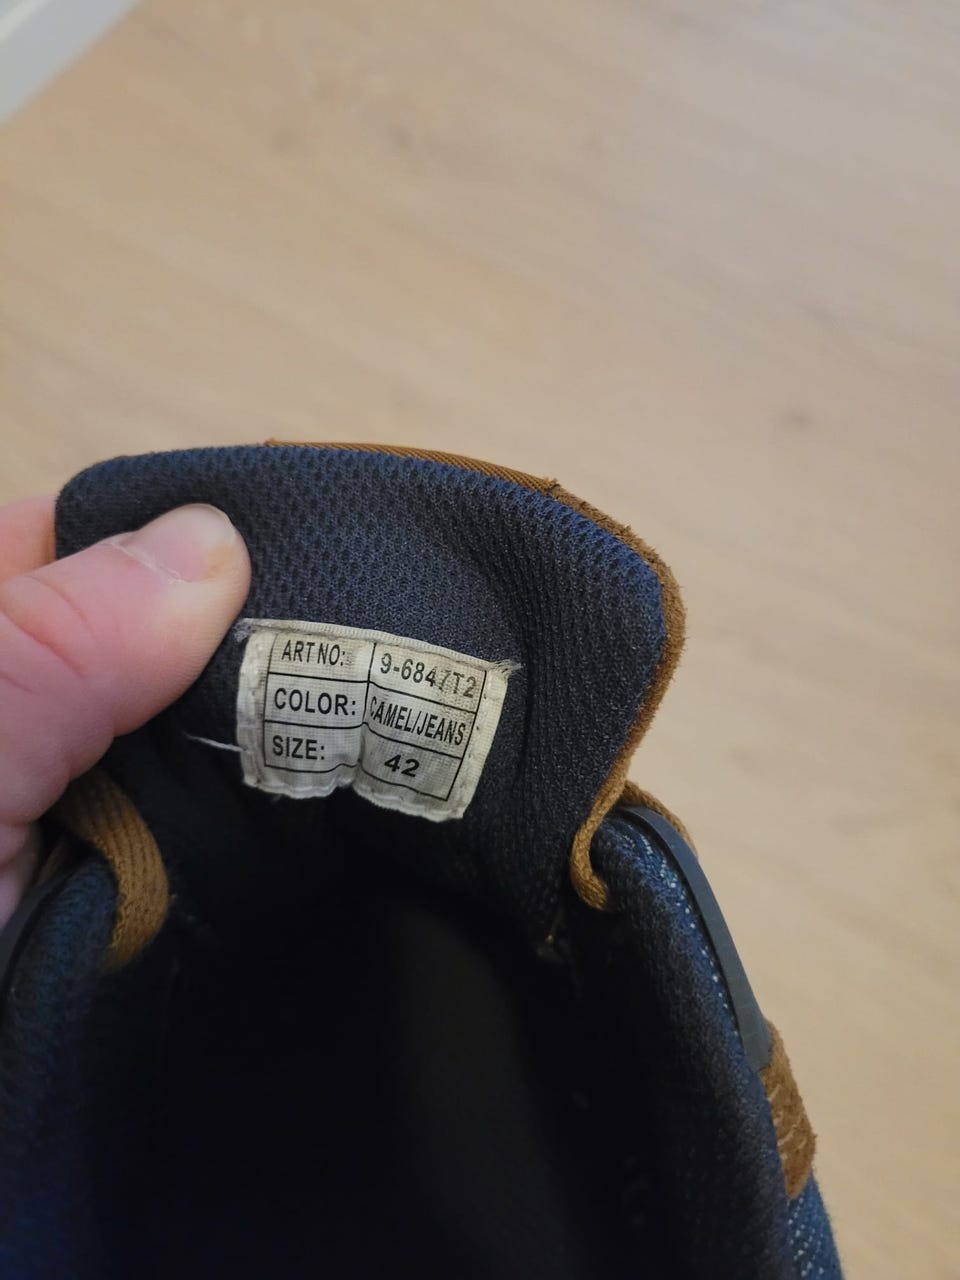 ART NO: 9-6847T2
COLOR: CAMEL/JEANS
SIZE: 42